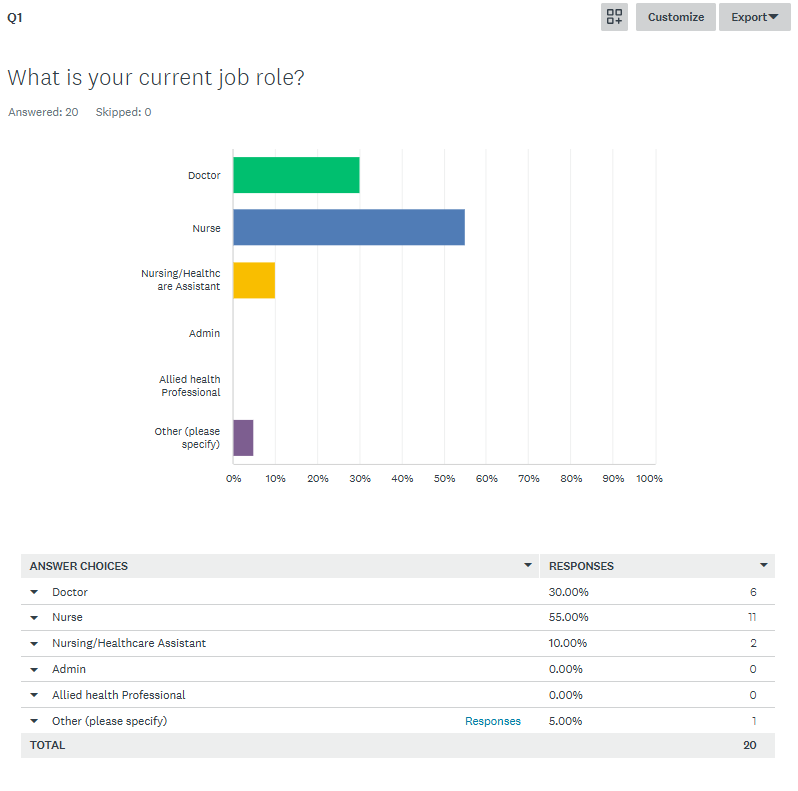 Q1
Customize
Export
What is your current job role?
Answered: 20 Skipped: 0
Doctor
Nurse
Nursing/Healthc
are Assistant
Admin
Allied health
Professional
Other (please
specify)
0% 10% 20% 30% 40% 50% 60% 70% 80% 90% 100%
ANSWER CHOICES RESPONSES
Doctor 30.00% 6
Nurse 55.00% 11
Nursing/Healthcare Assistant 10.00% 2
Admin 0.00% 0
Allied health Professional 0.00% 0
Other (please specify) Responses 5.00% 1
TOTAL 20